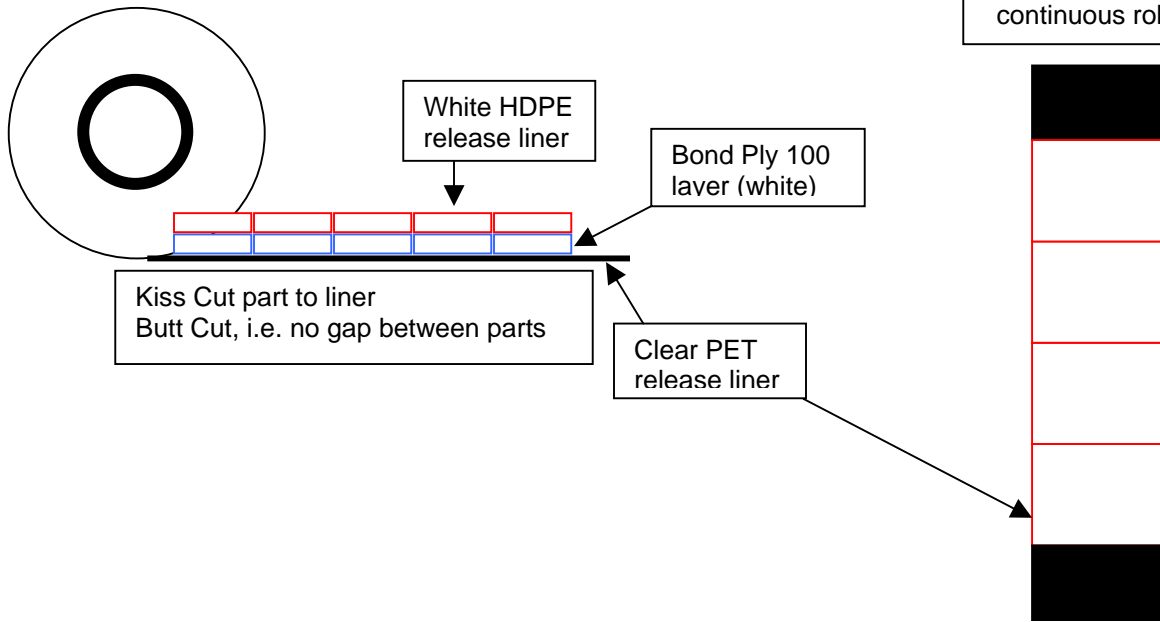 continuous rol
White HDPE
release liner
Bond Ply 100
layer (white)
Kiss Cut part to liner
Butt Cut, i.e. no gap between parts
Clear PET
release liner